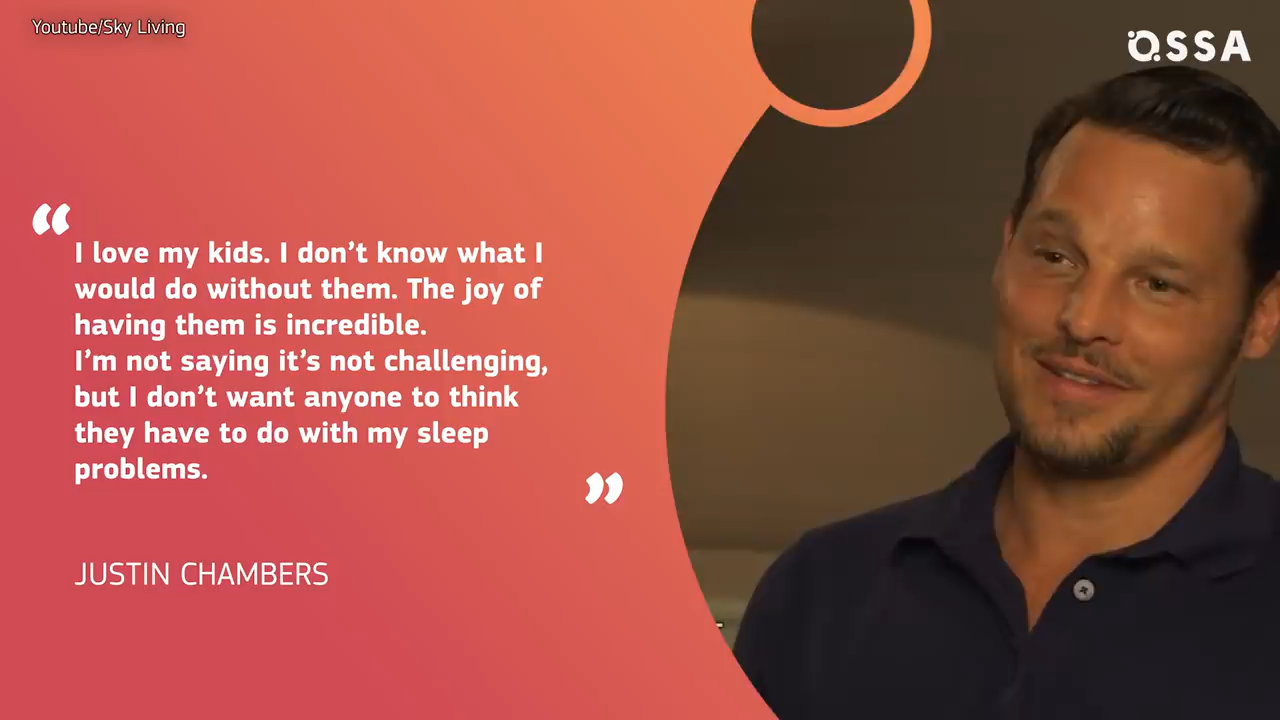 Youtube/Sky Living
OSSA
“
I love my kids. I don’t know what I
would do without them. The joy of
having them is incredible.
I’m not saying it’s not challenging,
but I don’t want anyone to think
they have to do with my sleep
problems.
”
JUSTIN CHAMBERS